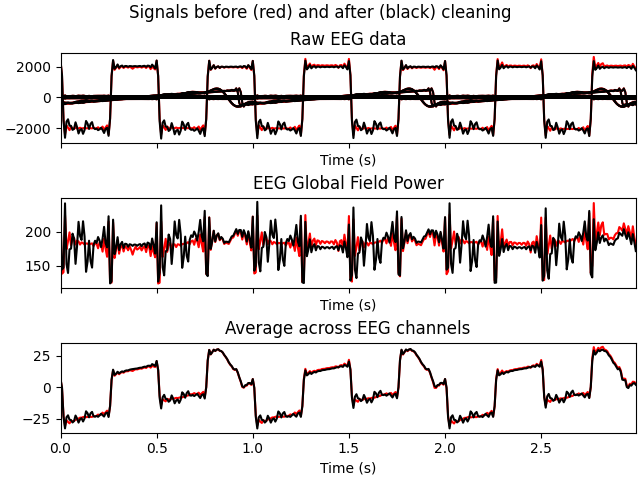 Signals before (red) and after (black) cleaning
Raw EEG data
2000
0
−2000
Time (s)
EEG Global Field Power
200
150
Time (s)
Average across EEG channels
25
0
−25
0.0 0.5 1.0 1.5 2.0 2.5
Time (s)